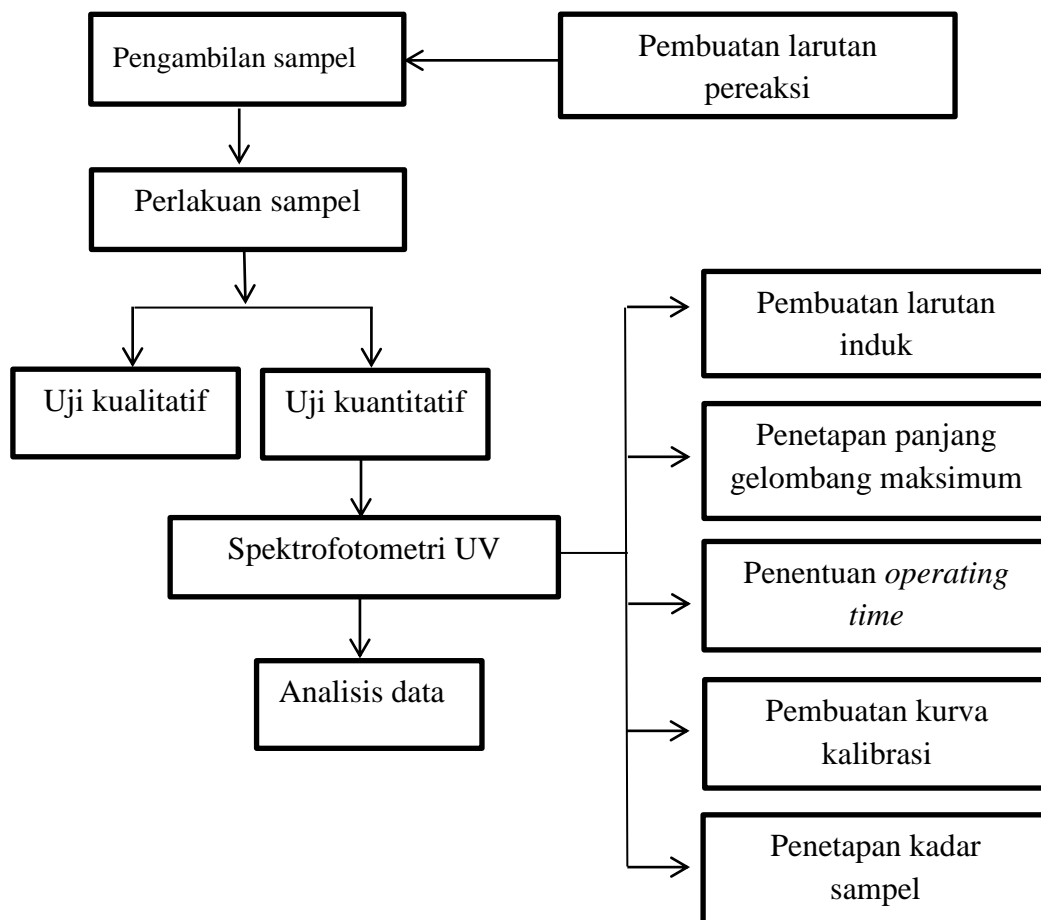 Pengambilan sampel
Pembuatan larutan
pereaksi
Perlakuan sampel
Uji kualitatif
Uji kuantitatif
Spektrofotometri UV
Analisis data
Pembuatan larutan
induk
Penetapan panjang
gelombang maksimum
Penentuan operating
time
Pembuatan kurva
kalibrasi
Penetapan kadar
sampel